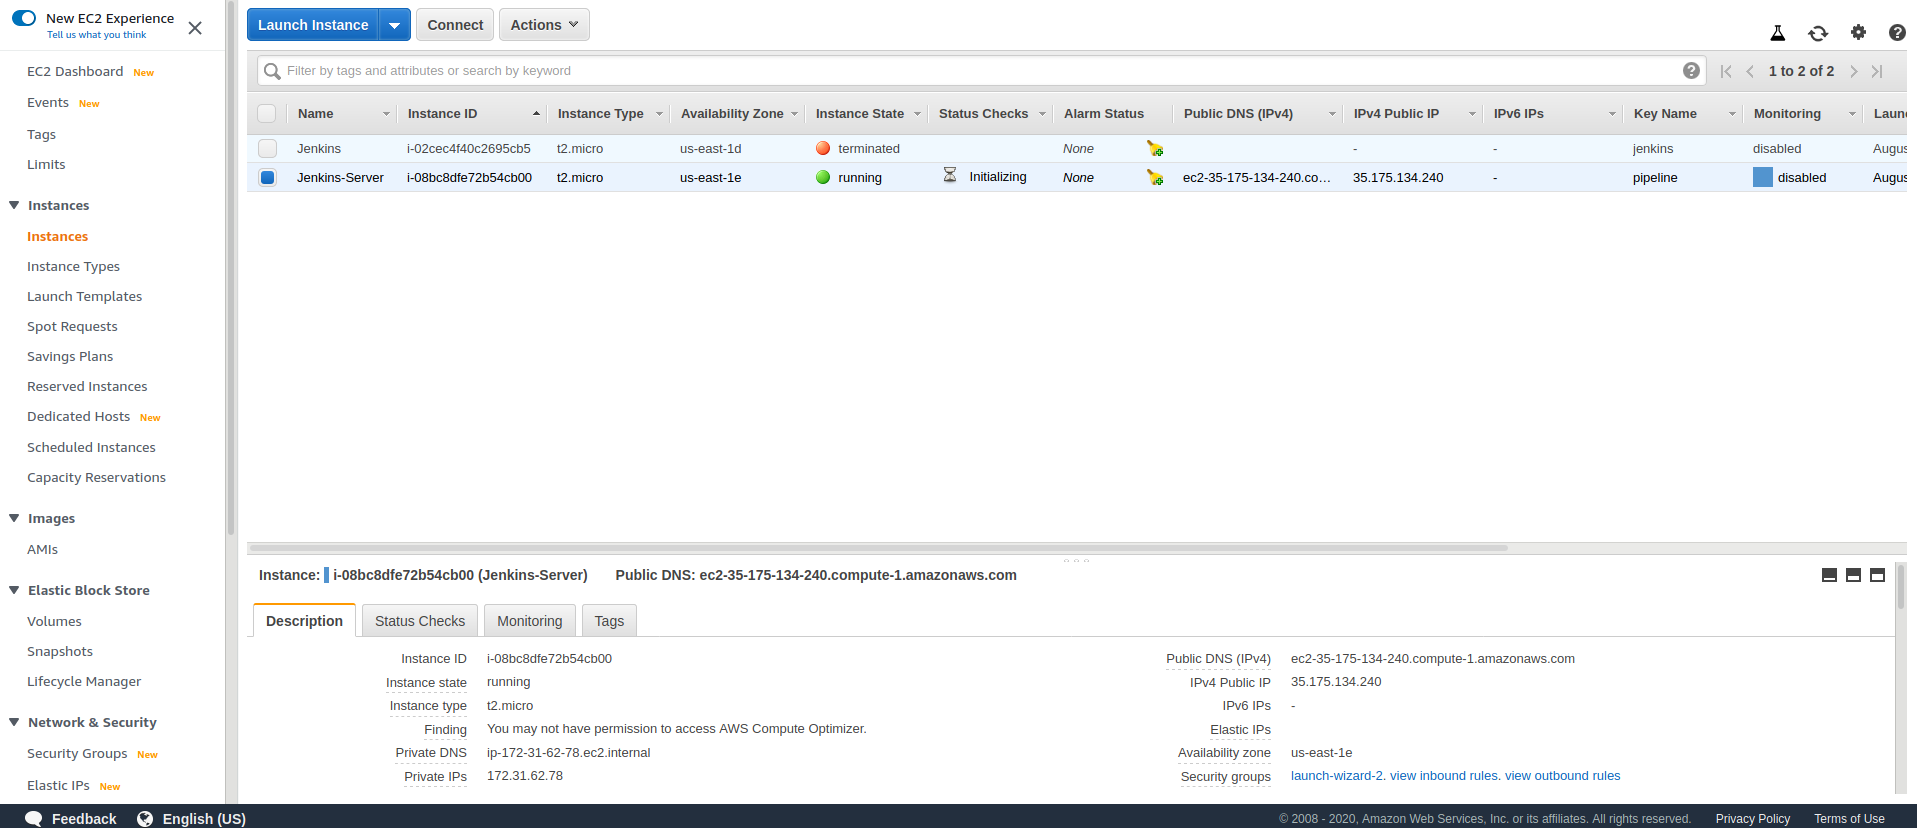 New EC2 Experience
Tell us what you think
EC2 Dashboard New
Events New
Tags
Limits
Instances
Instances
Instance Types
Launch Templates
Spot Requests
Savings Plans
Reserved Instances
Dedicated Hosts New
Scheduled Instances
Capacity Reservations
Images
AMIs
Elastic Block Store
Volumes
Snapshots
Lifecycle Manager
Network & Security
Security Groups New
Elastic IPs New
Launch Instance Connect Actions
Filter by tags and attributes or search by keyword
1 to 2 of 2
Name Instance ID Instance Type Availability Zone Instance State Status Checks Alarm Status Public DNS (IPv4) IPv4 Public IP IPv6 IPs Key Name Monitoring Laun
Jenkins i-02cec4f40c2695cb5 t2.micro us-east-1d terminated None - - jenkins disabled Augus
Jenkins-Server i-08bc8dfe72b54cb00 t2.micro us-east-1e running Initializing None ec2-35-175-134-240.co... 35.175.134.240 - pipeline disabled Augus
Instance: i-08bc8dfe72b54cb00 (Jenkins-Server) Public DNS: ec2-35-175-134-240.compute-1.amazonaws.com
Description Status Checks Monitoring Tags
Instance ID i-08bc8dfe72b54cb00
Instance state running
Instance type t2.micro
Finding You may not have permission to access AWS Compute Optimizer.
Private DNS ip-172-31-62-78.ec2.internal
Private IPs 172.31.62.78
Public DNS (IPv4) ec2-35-175-134-240.compute-1.amazonaws.com
IPv4 Public IP 35.175.134.240
IPv6 IPs -
Elastic IPs
Availability zone us-east-1e
Security groups launch-wizard-2. view inbound rules. view outbound rules
Feedback English (US) © 2008 - 2020, Amazon Web Services, Inc. or its affiliates. All rights reserved. Privacy Policy Terms of Use